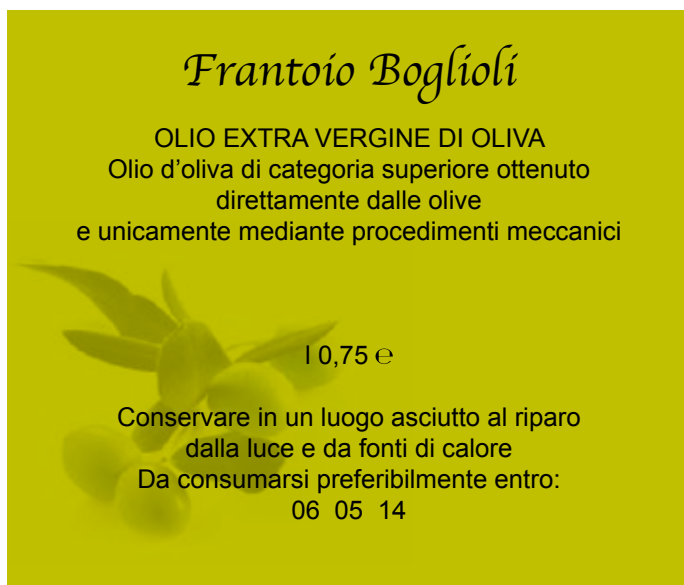 Frantoio Boglioli
OLIO EXTRA VERGINE DI OLIVA
Olio d’oliva di categoria superiore ottenuto
direttamente dalle olive
e unicamente mediante procedimenti meccanici
l 0,75 ℮
Conservare in un luogo asciutto al riparo
dalla luce e da fonti di calore
Da consumarsi preferibilmente entro:
06 05 14